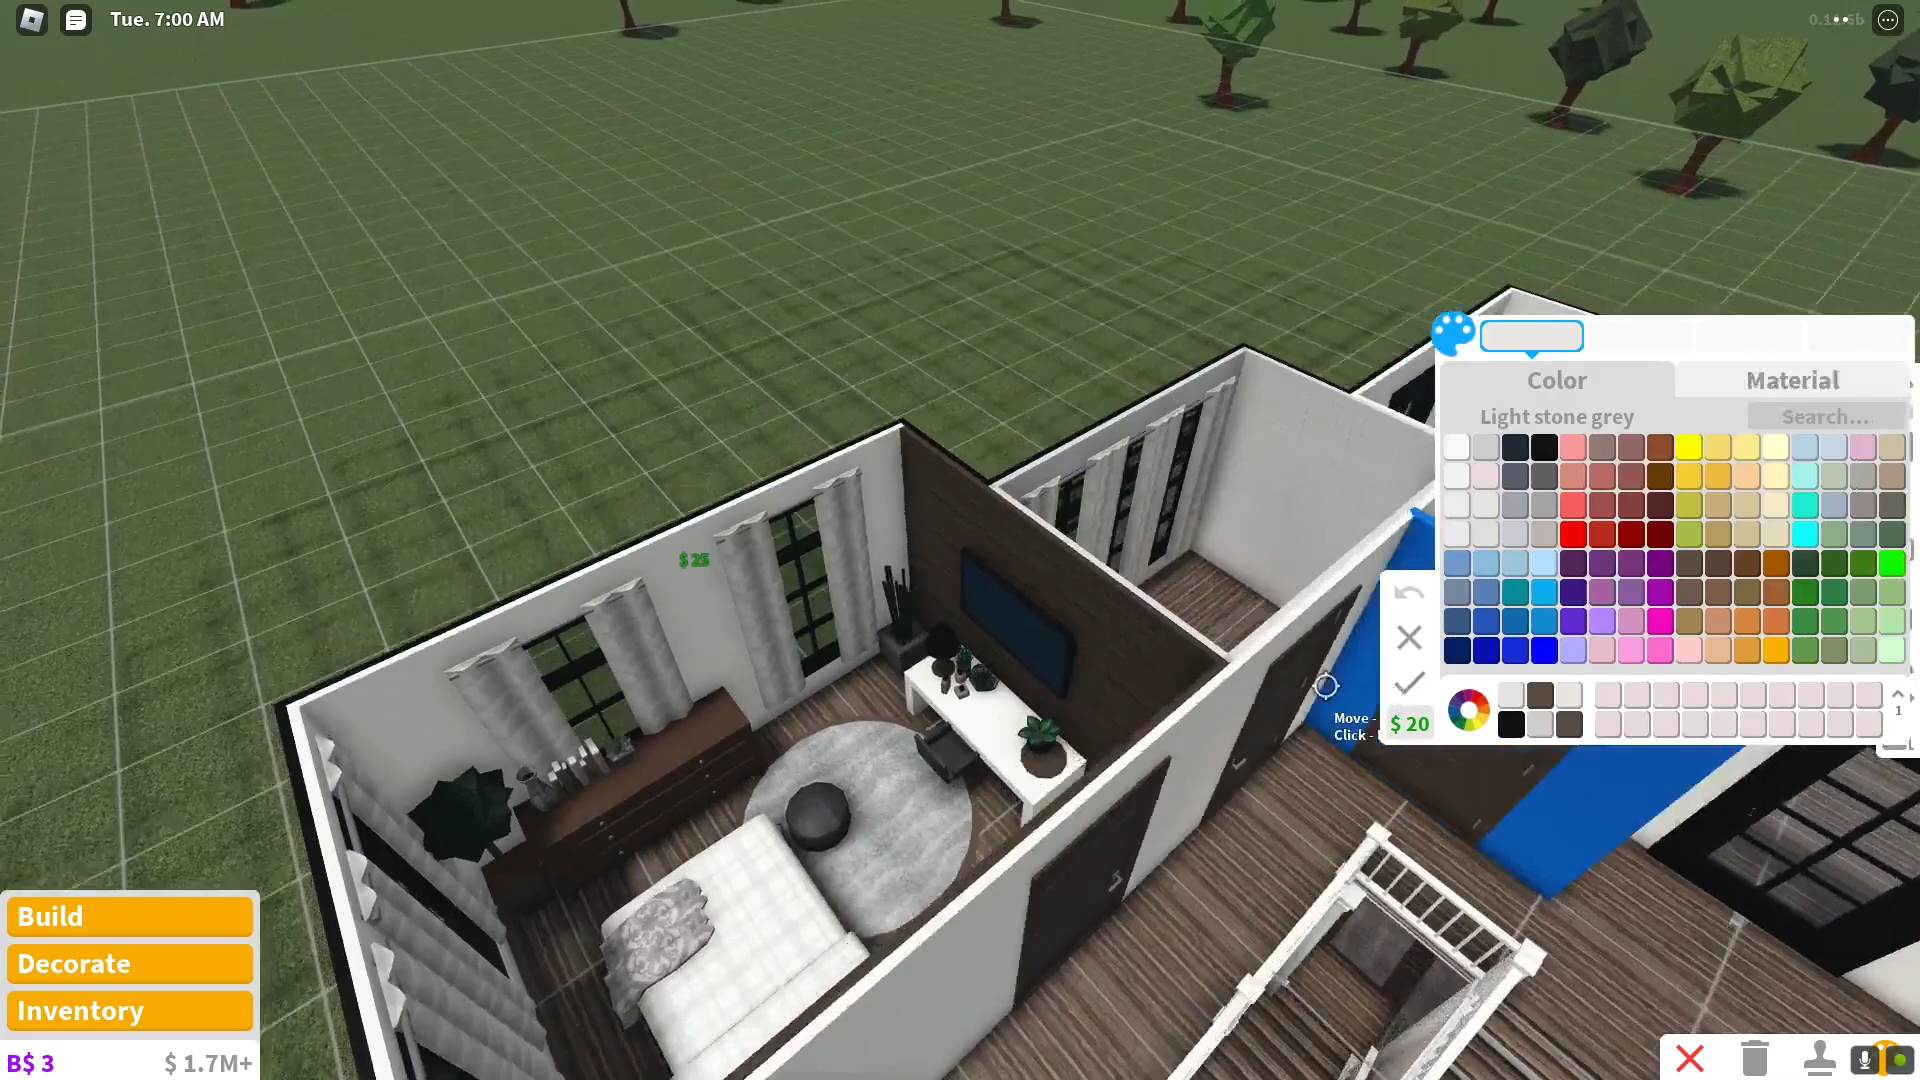 Tue. 7:00 AM
Color
Material
Light stone grey
Search...
$ 25
Move -
Click -
$ 20
1
Build
Decorate
Inventory
B$ 3
$ 1.7M+